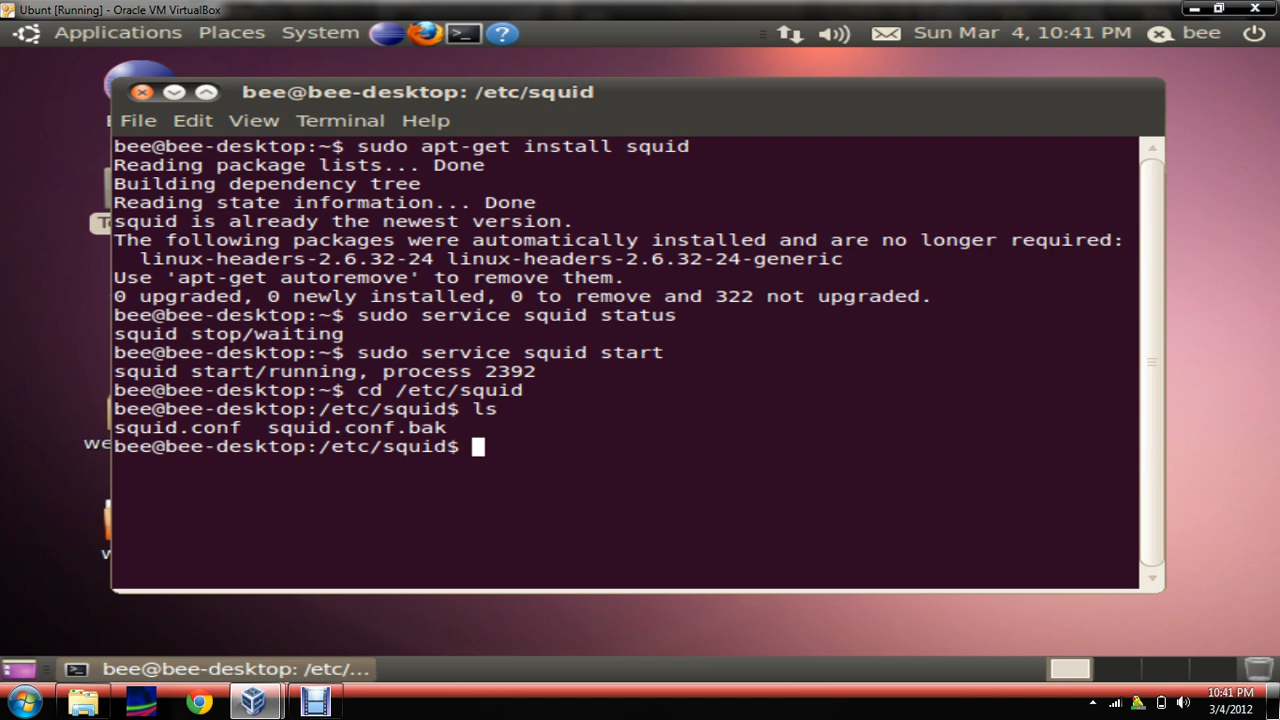 Ubunt [Running] - Oracle VM VirtualBox
Applications Places System Sun Mar 4, 10:41 PM bee
bee@bee-desktop: /etc/squid
File Edit View Terminal Help
bee@bee-desktop:~$ sudo apt-get install squid
Reading package lists... Done
Building dependency tree
Reading state information... Done
squid is already the newest version.
The following packages were automatically installed and are no longer required:
  linux-headers-2.6.32-24 linux-headers-2.6.32-24-generic
Use 'apt-get autoremove' to remove them.
0 upgraded, 0 newly installed, 0 to remove and 322 not upgraded.
bee@bee-desktop:~$ sudo service squid status
squid stop/waiting
bee@bee-desktop:~$ sudo service squid start
squid start/running, process 2392
bee@bee-desktop:~$ cd /etc/squid
bee@bee-desktop:/etc/squid$ ls
squid.conf  squid.conf.bak
bee@bee-desktop:/etc/squid$
bee@bee-desktop: /etc/...
10:41 PM
3/4/2012